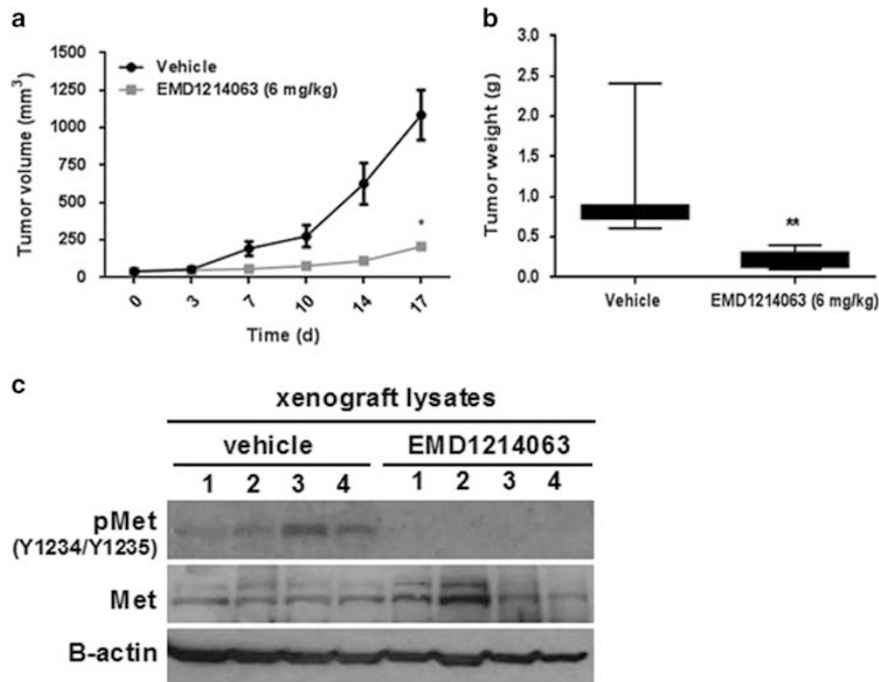 a
1500
1250
1000
750
500
250
0
Tumor volume (mm³)
Vehicle
EMD1214063 (6 mg/kg)
*
0 3 7 10 14 17
Time (d)
b
3.0
2.5
2.0
1.5
1.0
0.5
0.0
Tumor weight (g)
**
Vehicle EMD1214063 (6 mg/kg)
c
xenograft lysates
vehicle EMD1214063
1 2 3 4 1 2 3 4
pMet
(Y1234/Y1235)
Met
B-actin